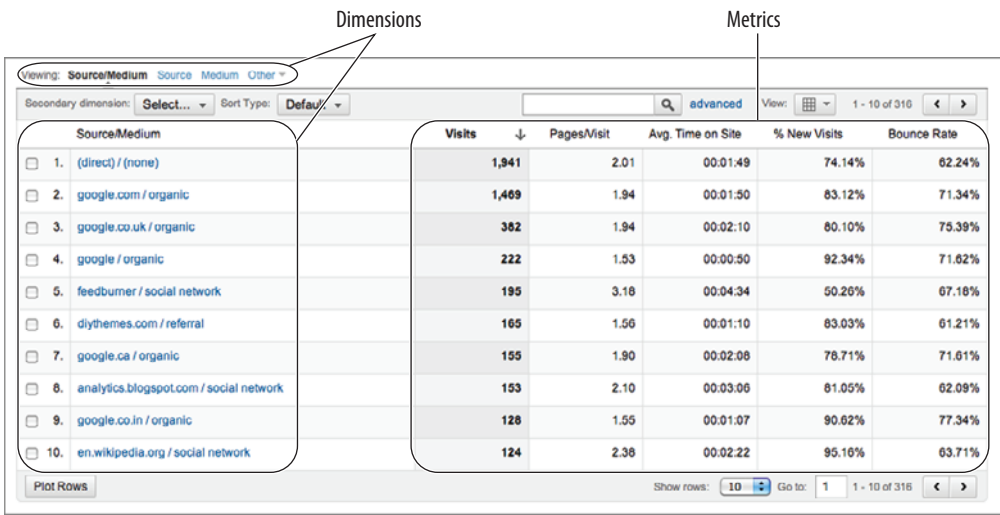 Dimensions Metrics
Viewing: Source/Medium Source Medium Other
Secondary dimension: Select... Sort Type: Default advanced View: 1 - 10 of 316
Source/Medium Visits Pages/Visit Avg. Time on Site % New Visits Bounce Rate
1. (direct) / (none) 1,941 2.01 00:01:49 74.14% 62.24%
2. google.com / organic 1,469 1.94 00:01:50 83.12% 71.34%
3. google.co.uk / organic 382 1.94 00:02:10 80.10% 75.39%
4. google / organic 222 1.53 00:00:50 92.34% 71.62%
5. feedburner / social network 195 3.18 00:04:34 50.26% 67.18%
6. diythemes.com / referral 165 1.56 00:01:10 83.03% 61.21%
7. google.ca / organic 155 1.90 00:02:08 78.71% 71.61%
8. analytics.blogspot.com / social network 153 2.10 00:03:06 81.05% 62.09%
9. google.co.in / organic 128 1.55 00:01:07 90.62% 77.34%
10. en.wikipedia.org / social network 124 2.38 00:02:22 95.16% 63.71%
Plot Rows Show rows: 10 Go to: 1 1 - 10 of 316